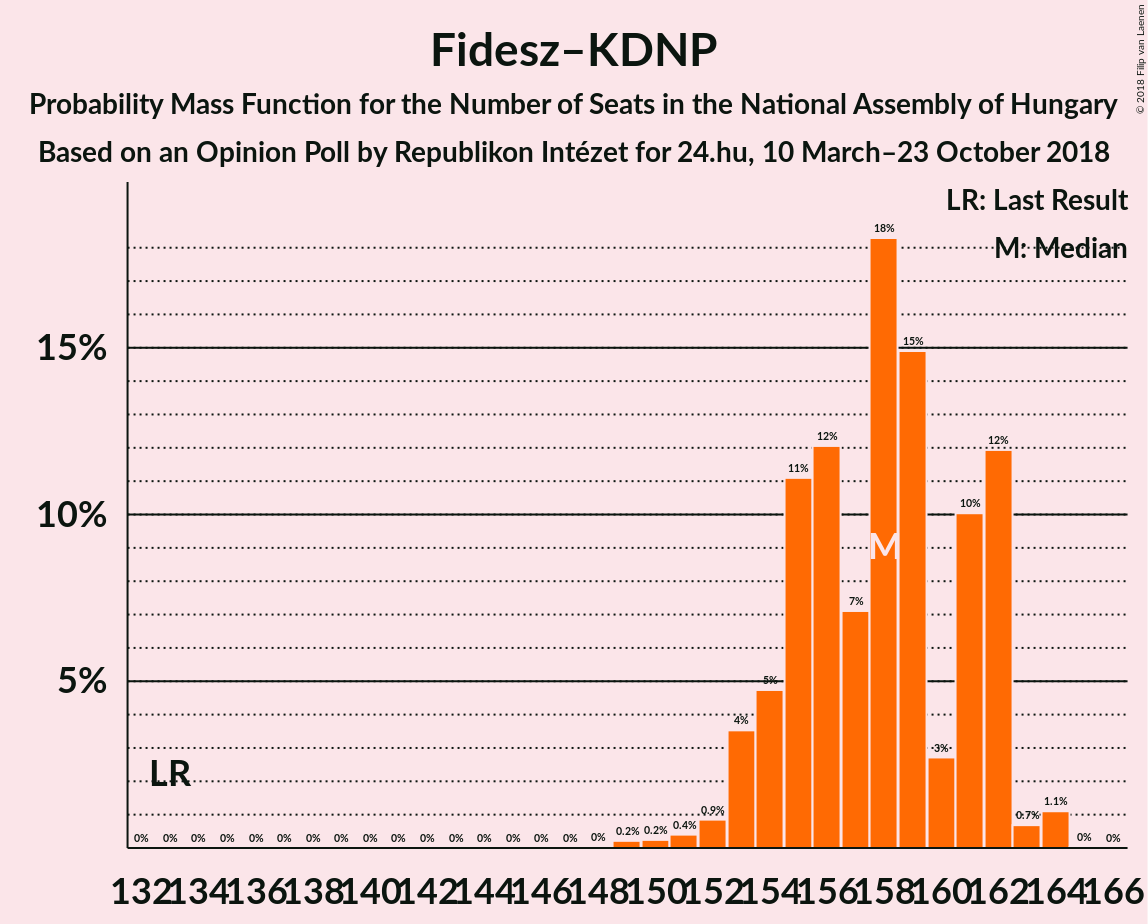 Fidesz–KDNP
Probability Mass Function for the Number of Seats in the National Assembly of Hungary
Based on an Opinion Poll by Republikon Intézet for 24.hu, 10 March–23 October 2018
© 2018 Filip van Laenen
LR: Last Result
M: Median
15%
10%
5%
LR
M
0% 0% 0% 0% 0% 0% 0% 0% 0% 0% 0% 0% 0% 0% 0% 0% 0% 0.2% 0.2% 0.4% 0.9% 4% 5% 11% 12% 7% 18% 15% 3% 10% 12% 0.7% 1.1% 0% 0%
132 134 136 138 140 142 144 146 148 150 152 154 156 158 160 162 164 166